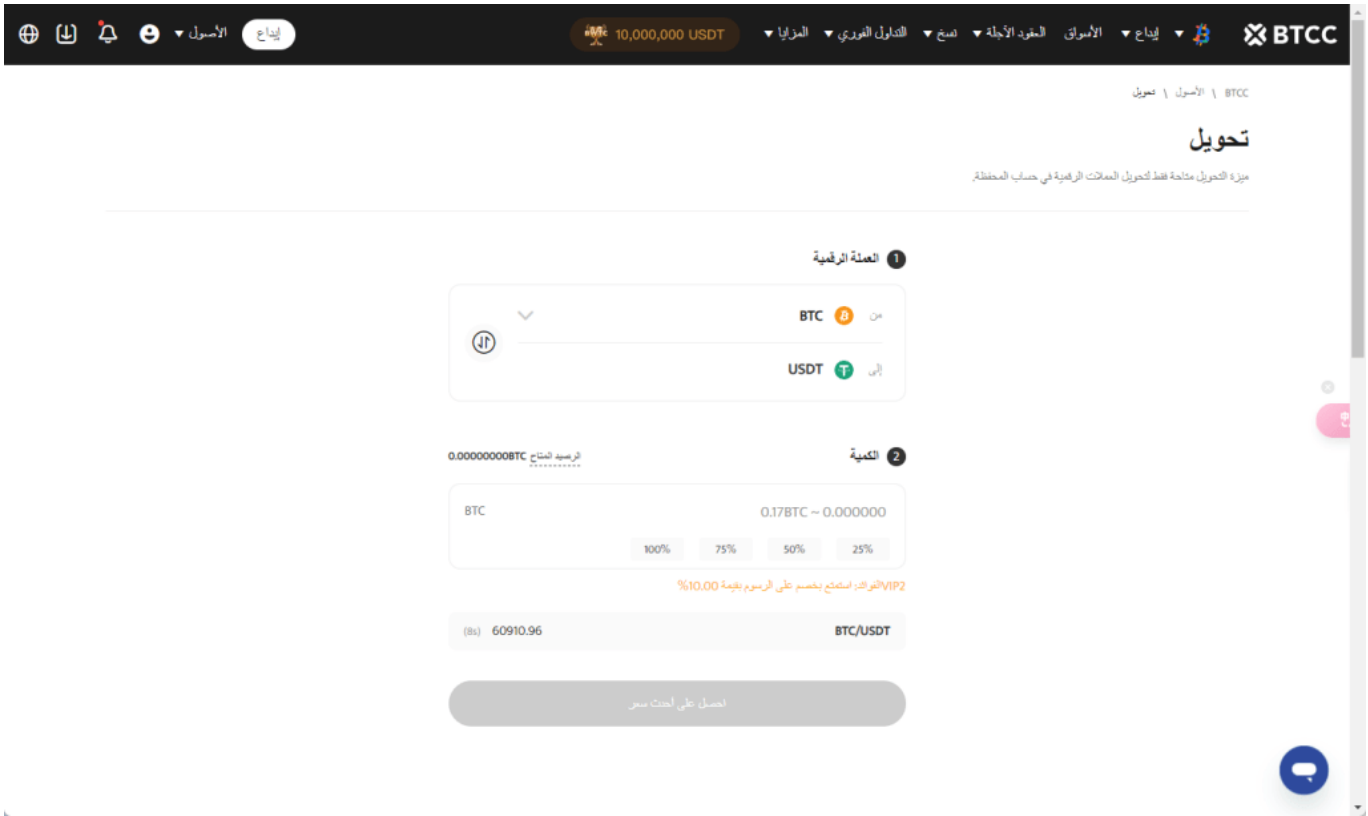 BTCC إيداع الأسواق العقود الآجلة نسخ التداول الفوري المزايا 10,000,000 USDT إيداع الأصول
BTCC \ الأصول \ تحويل
تحويل
ميزة التحويل متاحة فقط لتحويل العملات الرقمية في حساب المحفظة.
1 العملة الرقمية
من BTC
إلى USDT
2 الكمية الرصيد المتاح 0.00000000BTC
0.17BTC ~ 0.000000 BTC
25% 50% 75% 100%
VIP2الفوائد: استمتع بخصم على الرسوم بقيمة 10.00%
BTC/USDT 60910.96 (8s)
احصل على أحدث سعر